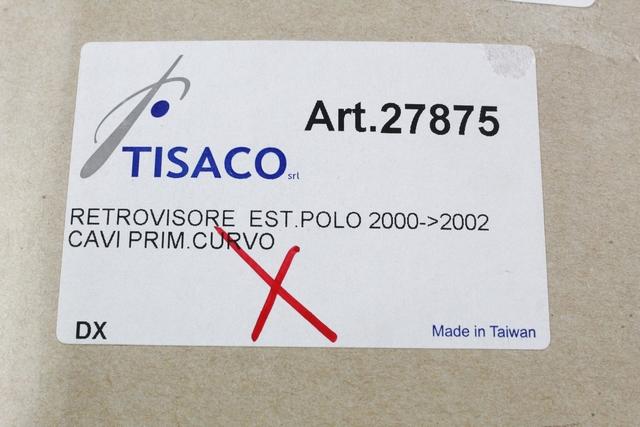 Art.27875
TISACO srl
RETROVISORE EST.POLO 2000->2002
CAVI PRIM.CURVO
DX
Made in Taiwan